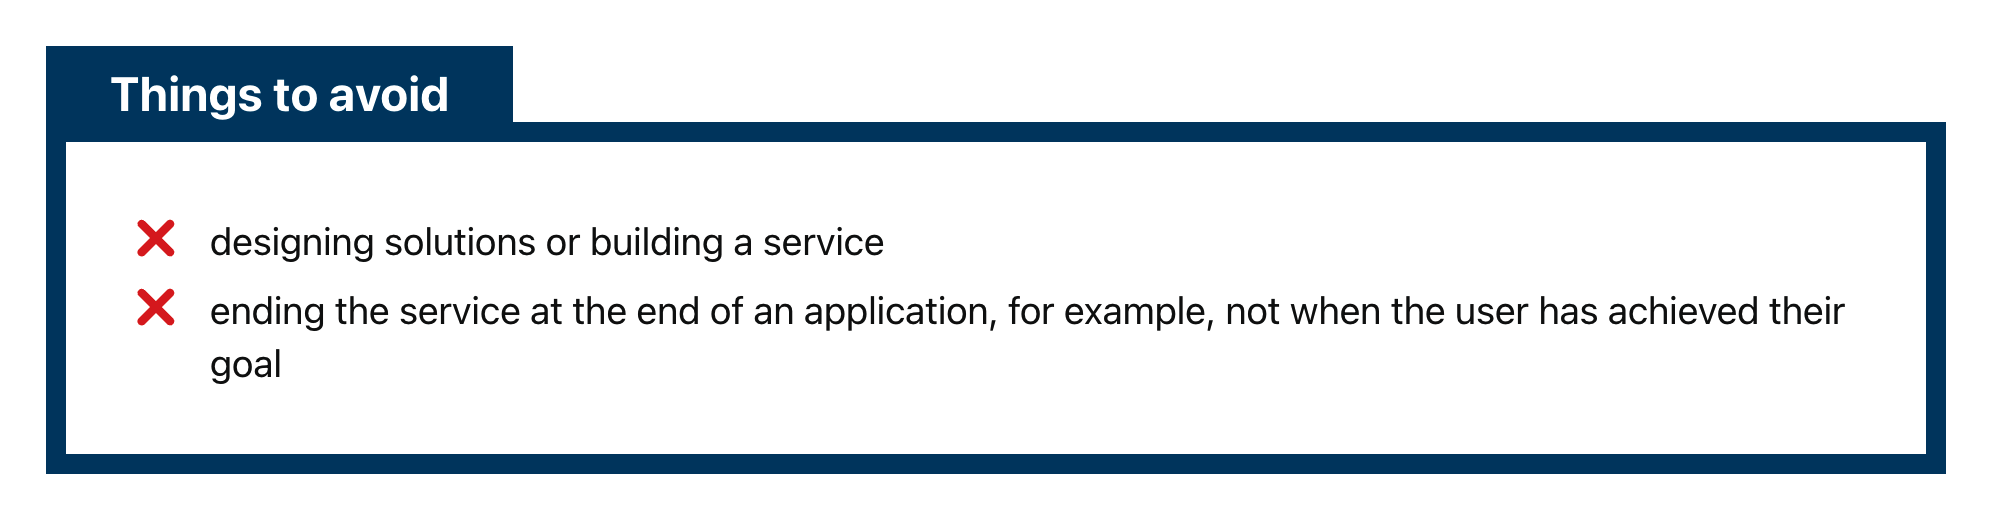 Things to avoid
designing solutions or building a service
ending the service at the end of an application, for example, not when the user has achieved their
goal